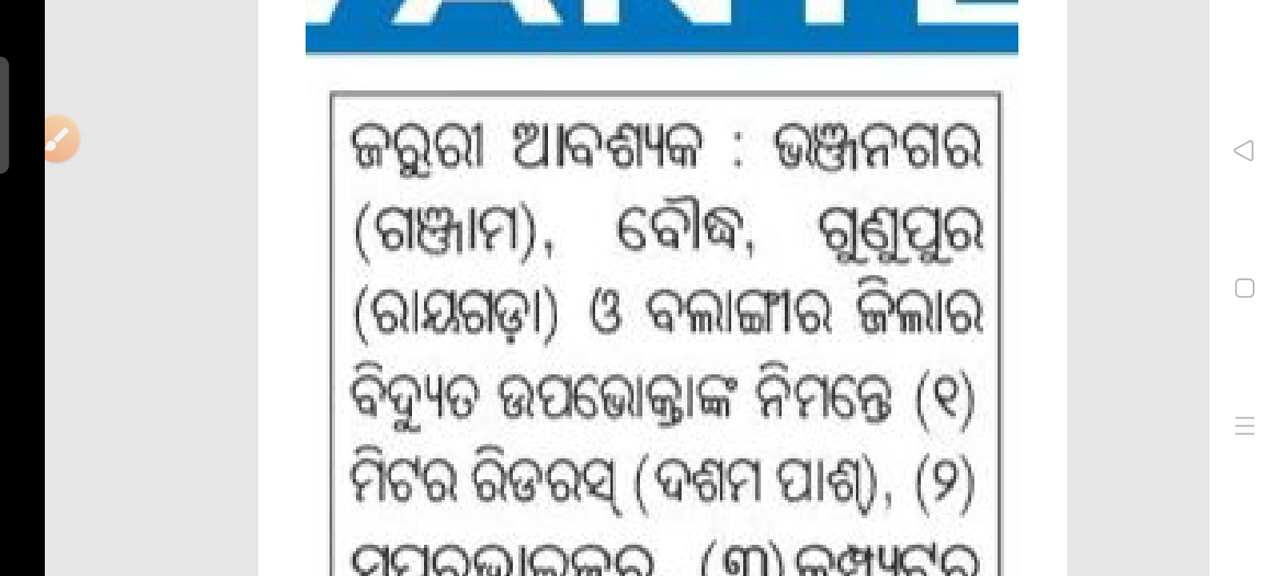 ଜରୁରୀ ଆବଶ୍ୟକ : ଭଞ୍ଜନଗର
(ଗଞ୍ଜାମ), ବୌଦ୍ଧ, ଗୁଣୁପୁର
(ରାୟଗଡ଼ା) ଓ ବଲାଙ୍ଗୀର ଜିଲାର
ବିଦ୍ୟୁତ ଉପଭୋକ୍ତାଙ୍କ ନିମନ୍ତେ (୧)
ମିଟର ରିଡରସ୍ (ଦଶମ ପାଶ୍), (୨)